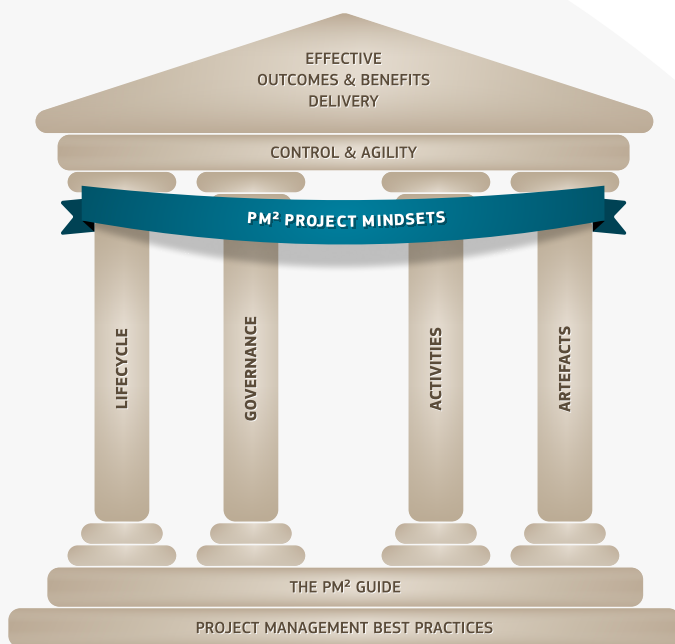 EFFECTIVE
OUTCOMES & BENEFITS
DELIVERY
CONTROL & AGILITY
PM² PROJECT MINDSETS
LIFECYCLE
GOVERNANCE
ACTIVITIES
ARTEFACTS
THE PM² GUIDE
PROJECT MANAGEMENT BEST PRACTICES